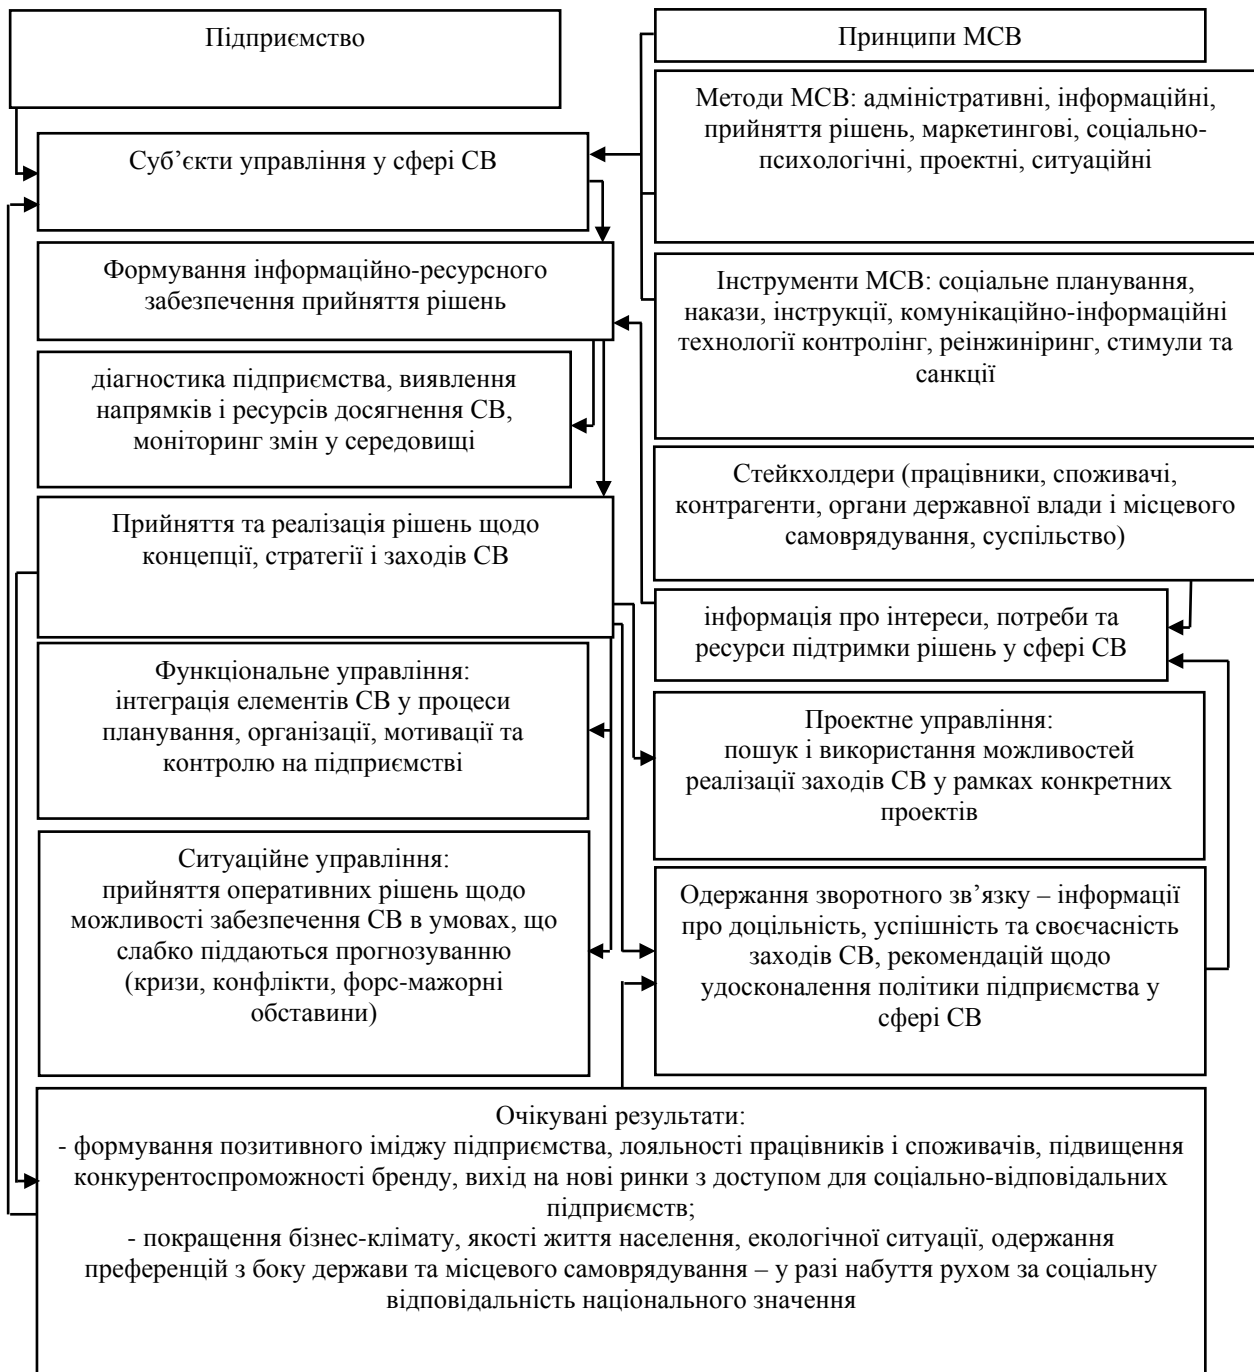 Підприємство
Принципи МСВ
Методи МСВ: адміністративні, інформаційні,
прийняття рішень, маркетингові, соціально-
психологічні, проектні, ситуаційні
Суб’єкти управління у сфері СВ
Формування інформаційно-ресурсного
забезпечення прийняття рішень
Інструменти МСВ: соціальне планування,
накази, інструкції, комунікаційно-інформаційні
технології контролінг, реінжиніринг, стимули та
санкції
діагностика підприємства, виявлення
напрямків і ресурсів досягнення СВ,
моніторинг змін у середовищі
Стейкхолдери (працівники, споживачі,
контрагенти, органи державної влади і місцевого
самоврядування, суспільство)
Прийняття та реалізація рішень щодо
концепції, стратегії і заходів СВ
інформація про інтереси, потреби та
ресурси підтримки рішень у сфері СВ
Функціональне управління:
інтеграція елементів СВ у процеси
планування, організації, мотивації та
контролю на підприємстві
Проектне управління:
пошук і використання можливостей
реалізації заходів СВ у рамках конкретних
проектів
Ситуаційне управління:
прийняття оперативних рішень щодо
можливості забезпечення СВ в умовах, що
слабко піддаються прогнозуванню
(кризи, конфлікти, форс-мажорні
обставини)
Одержання зворотного зв’язку – інформації
про доцільність, успішність та своєчасність
заходів СВ, рекомендацій щодо
удосконалення політики підприємства у
сфері СВ
Очікувані результати:
- формування позитивного іміджу підприємства, лояльності працівників і споживачів, підвищення
конкурентоспроможності бренду, вихід на нові ринки з доступом для соціально-відповідальних
підприємств;
- покращення бізнес-клімату, якості життя населення, екологічної ситуації, одержання
преференцій з боку держави та місцевого самоврядування – у разі набуття рухом за соціальну
відповідальність національного значення